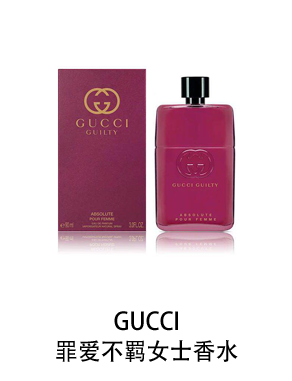 GUCCI
GUILTY
ABSOLUTE
POUR FEMME
GUCCI GUILTY
ABSOLUTE
POUR FEMME
GUCCI
罪爱不羁女士香水